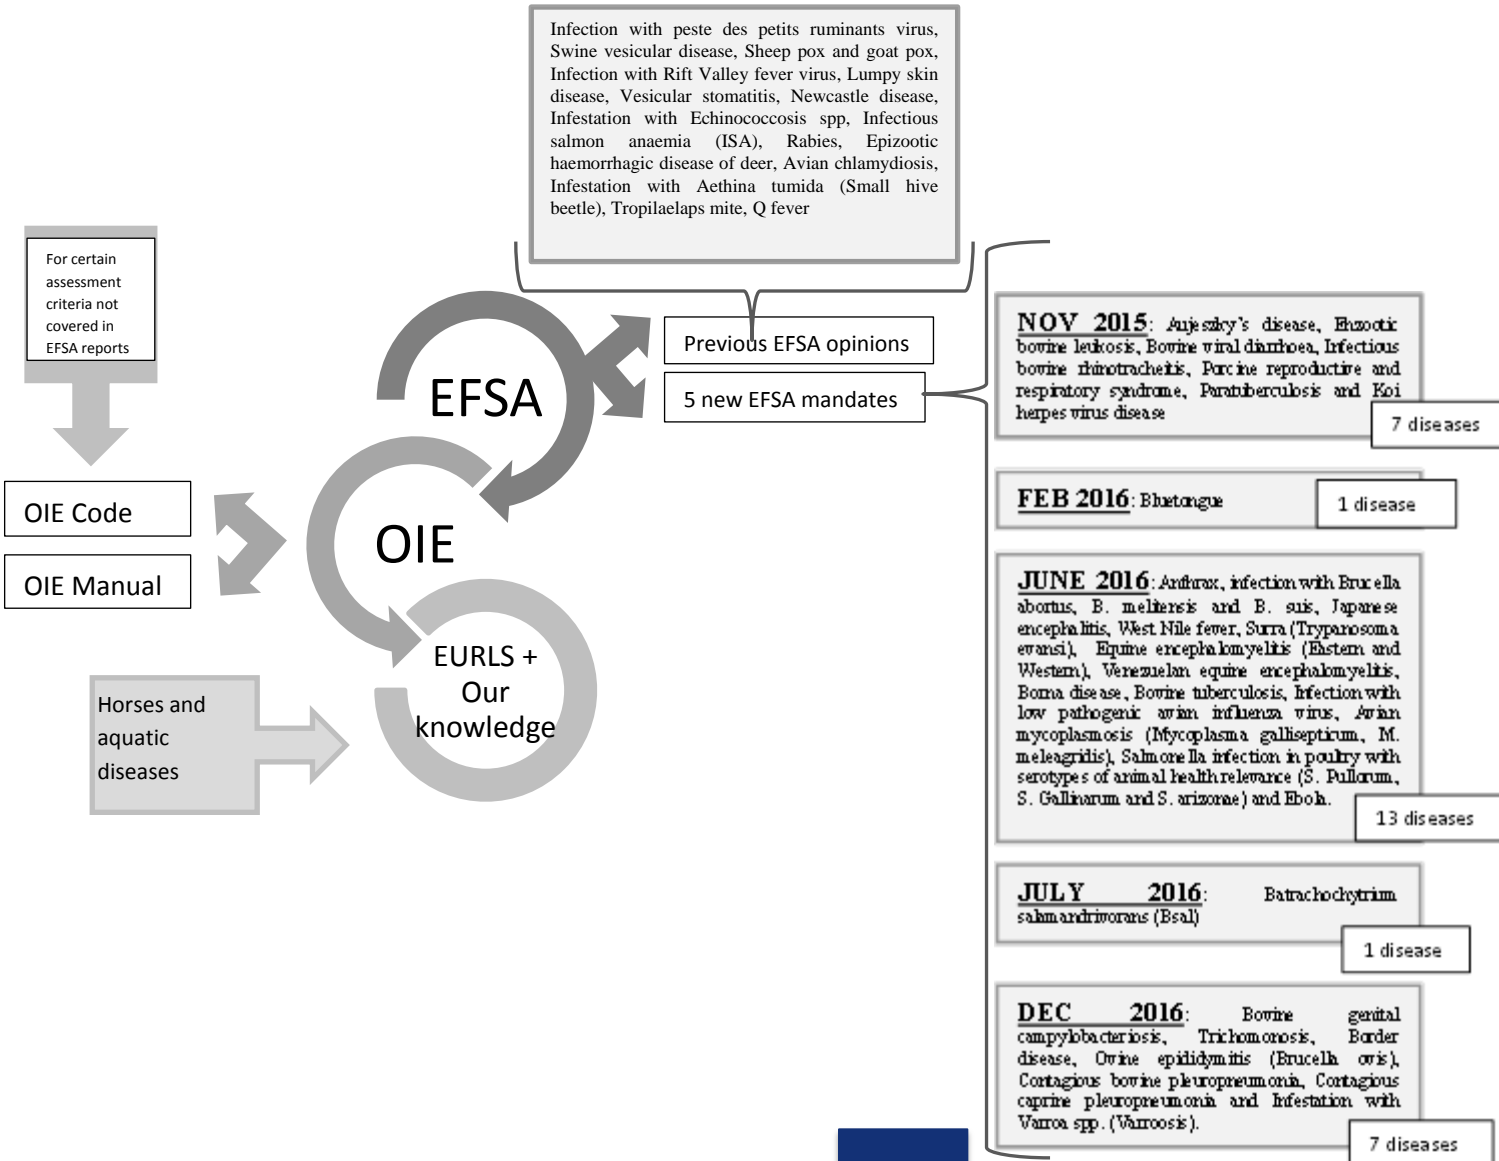 Infection with peste des petits ruminants virus,
Swine vesicular disease, Sheep pox and goat pox,
Infection with Rift Valley fever virus, Lumpy skin
disease, Vesicular stomatitis, Newcastle disease,
Infestation with Echinococcosis spp, Infectious
salmon anaemia (ISA), Rabies, Epizootic
haemorrhagic disease of deer, Avian chlamydiosis,
Infestation with Aethina tumida (Small hive
beetle), Tropilaelaps mite, Q fever
For certain
assessment
criteria not
covered in
EFSA reports
EFSA
Previous EFSA opinions
5 new EFSA mandates
OIE Code
OIE Manual
OIE
EURLS +
Our
knowledge
Horses and
aquatic
diseases
NOV 2015: Aujeszky's disease, Enzootic
bovine leukosis, Bovine viral diarrhoea, Infectious
bovine rhinotracheitis, Porcine reproductive and
respiratory syndrome, Paratuberculosis and Koi
herpes virus disease
7 diseases
FEB 2016: Bluetongue
1 disease
JUNE 2016: Anthrax, infection with Brucella
abortus, B. melitensis and B. suis, Japanese
encephalitis, West Nile fever, Surra (Trypanosoma
evansi), Equine encephalomyelitis (Eastern and
Western), Venezuelan equine encephalomyelitis,
Borna disease, Bovine tuberculosis, Infection with
low pathogenic avian influenza virus, Avian
mycoplasmosis (Mycoplasma gallisepticum, M.
meleagridis), Salmonella infection in poultry with
serotypes of animal health relevance (S. Pullorum,
S. Gallinarum and S. arizonae) and Ebola.
13 diseases
JULY 2016: Batrachochytrium
salamandrivorans (Bsal)
1 disease
DEC 2016: Bovine genital
campylobacteriosis, Trichomonosis, Border
disease, Ovine epididymitis (Brucella ovis),
Contagious bovine pleuropneumonia, Contagious
caprine pleuropneumonia and Infestation with
Varroa spp. (Varroosis).
7 diseases